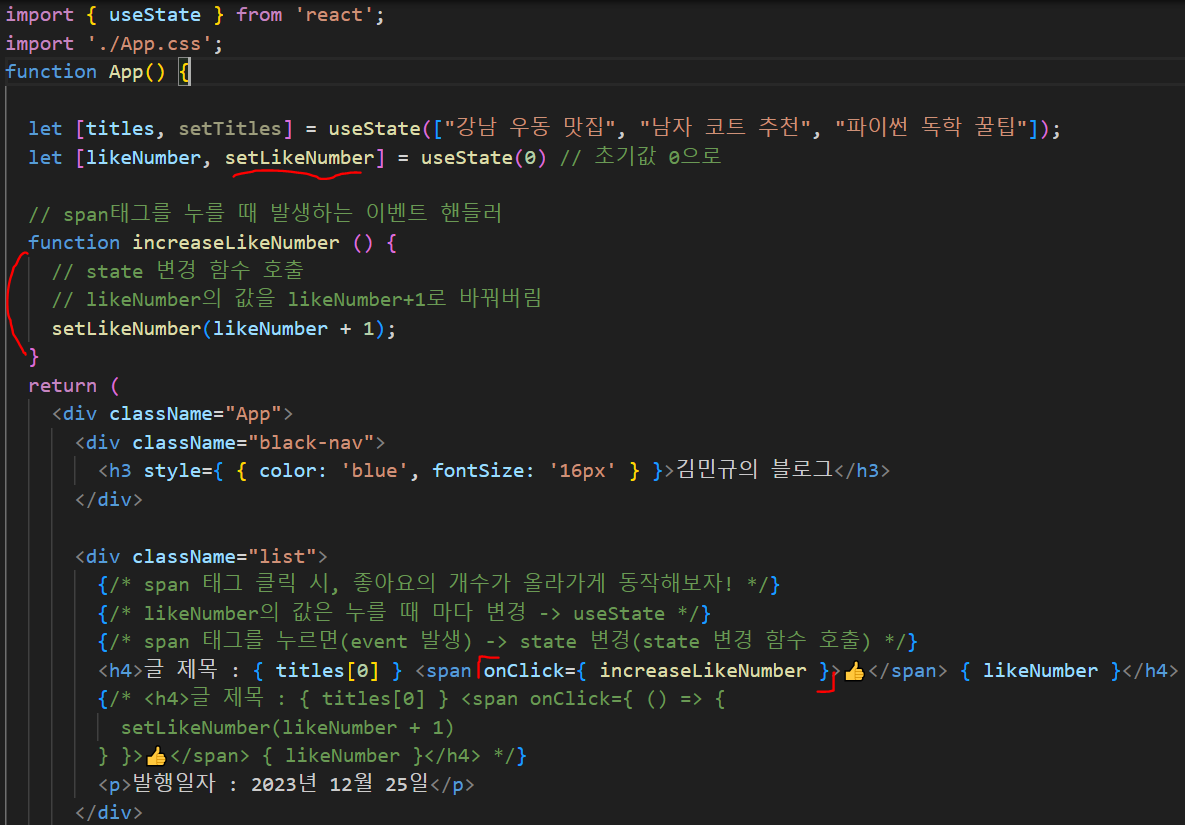 import { useState } from 'react';
import './App.css';
function App() {
let [titles, setTitles] = useState(["강남 우동 맛집", "남자 코트 추천", "파이썬 독학 꿀팁"]);
let [likeNumber, setLikeNumber] = useState(0) // 초기값 0으로
// span태그를 누를 때 발생하는 이벤트 핸들러
function increaseLikeNumber () {
// state 변경 함수 호출
// likeNumber의 값을 likeNumber+1로 바꿔버림
setLikeNumber(likeNumber + 1);
}
return (
<div className="App">
<div className="black-nav">
<h3 style={ { color: 'blue', fontSize: '16px' } }>김민규의 블로그</h3>
</div>
<div className="list">
{/* span 태그 클릭 시, 좋아요의 개수가 올라가게 동작해보자! */}
{/* likeNumber의 값은 누를 때 마다 변경 -> useState */}
{/* span 태그를 누르면(event 발생) -> state 변경(state 변경 함수 호출) */}
<h4>글 제목 : { titles[0] } <span onClick={ increaseLikeNumber }>👍</span> { likeNumber }</h4>
{/* <h4>글 제목 : { titles[0] } <span onClick={ () => {
setLikeNumber(likeNumber + 1)
} }>👍</span> { likeNumber }</h4> */}
<p>발행일자 : 2023년 12월 25일</p>
</div>